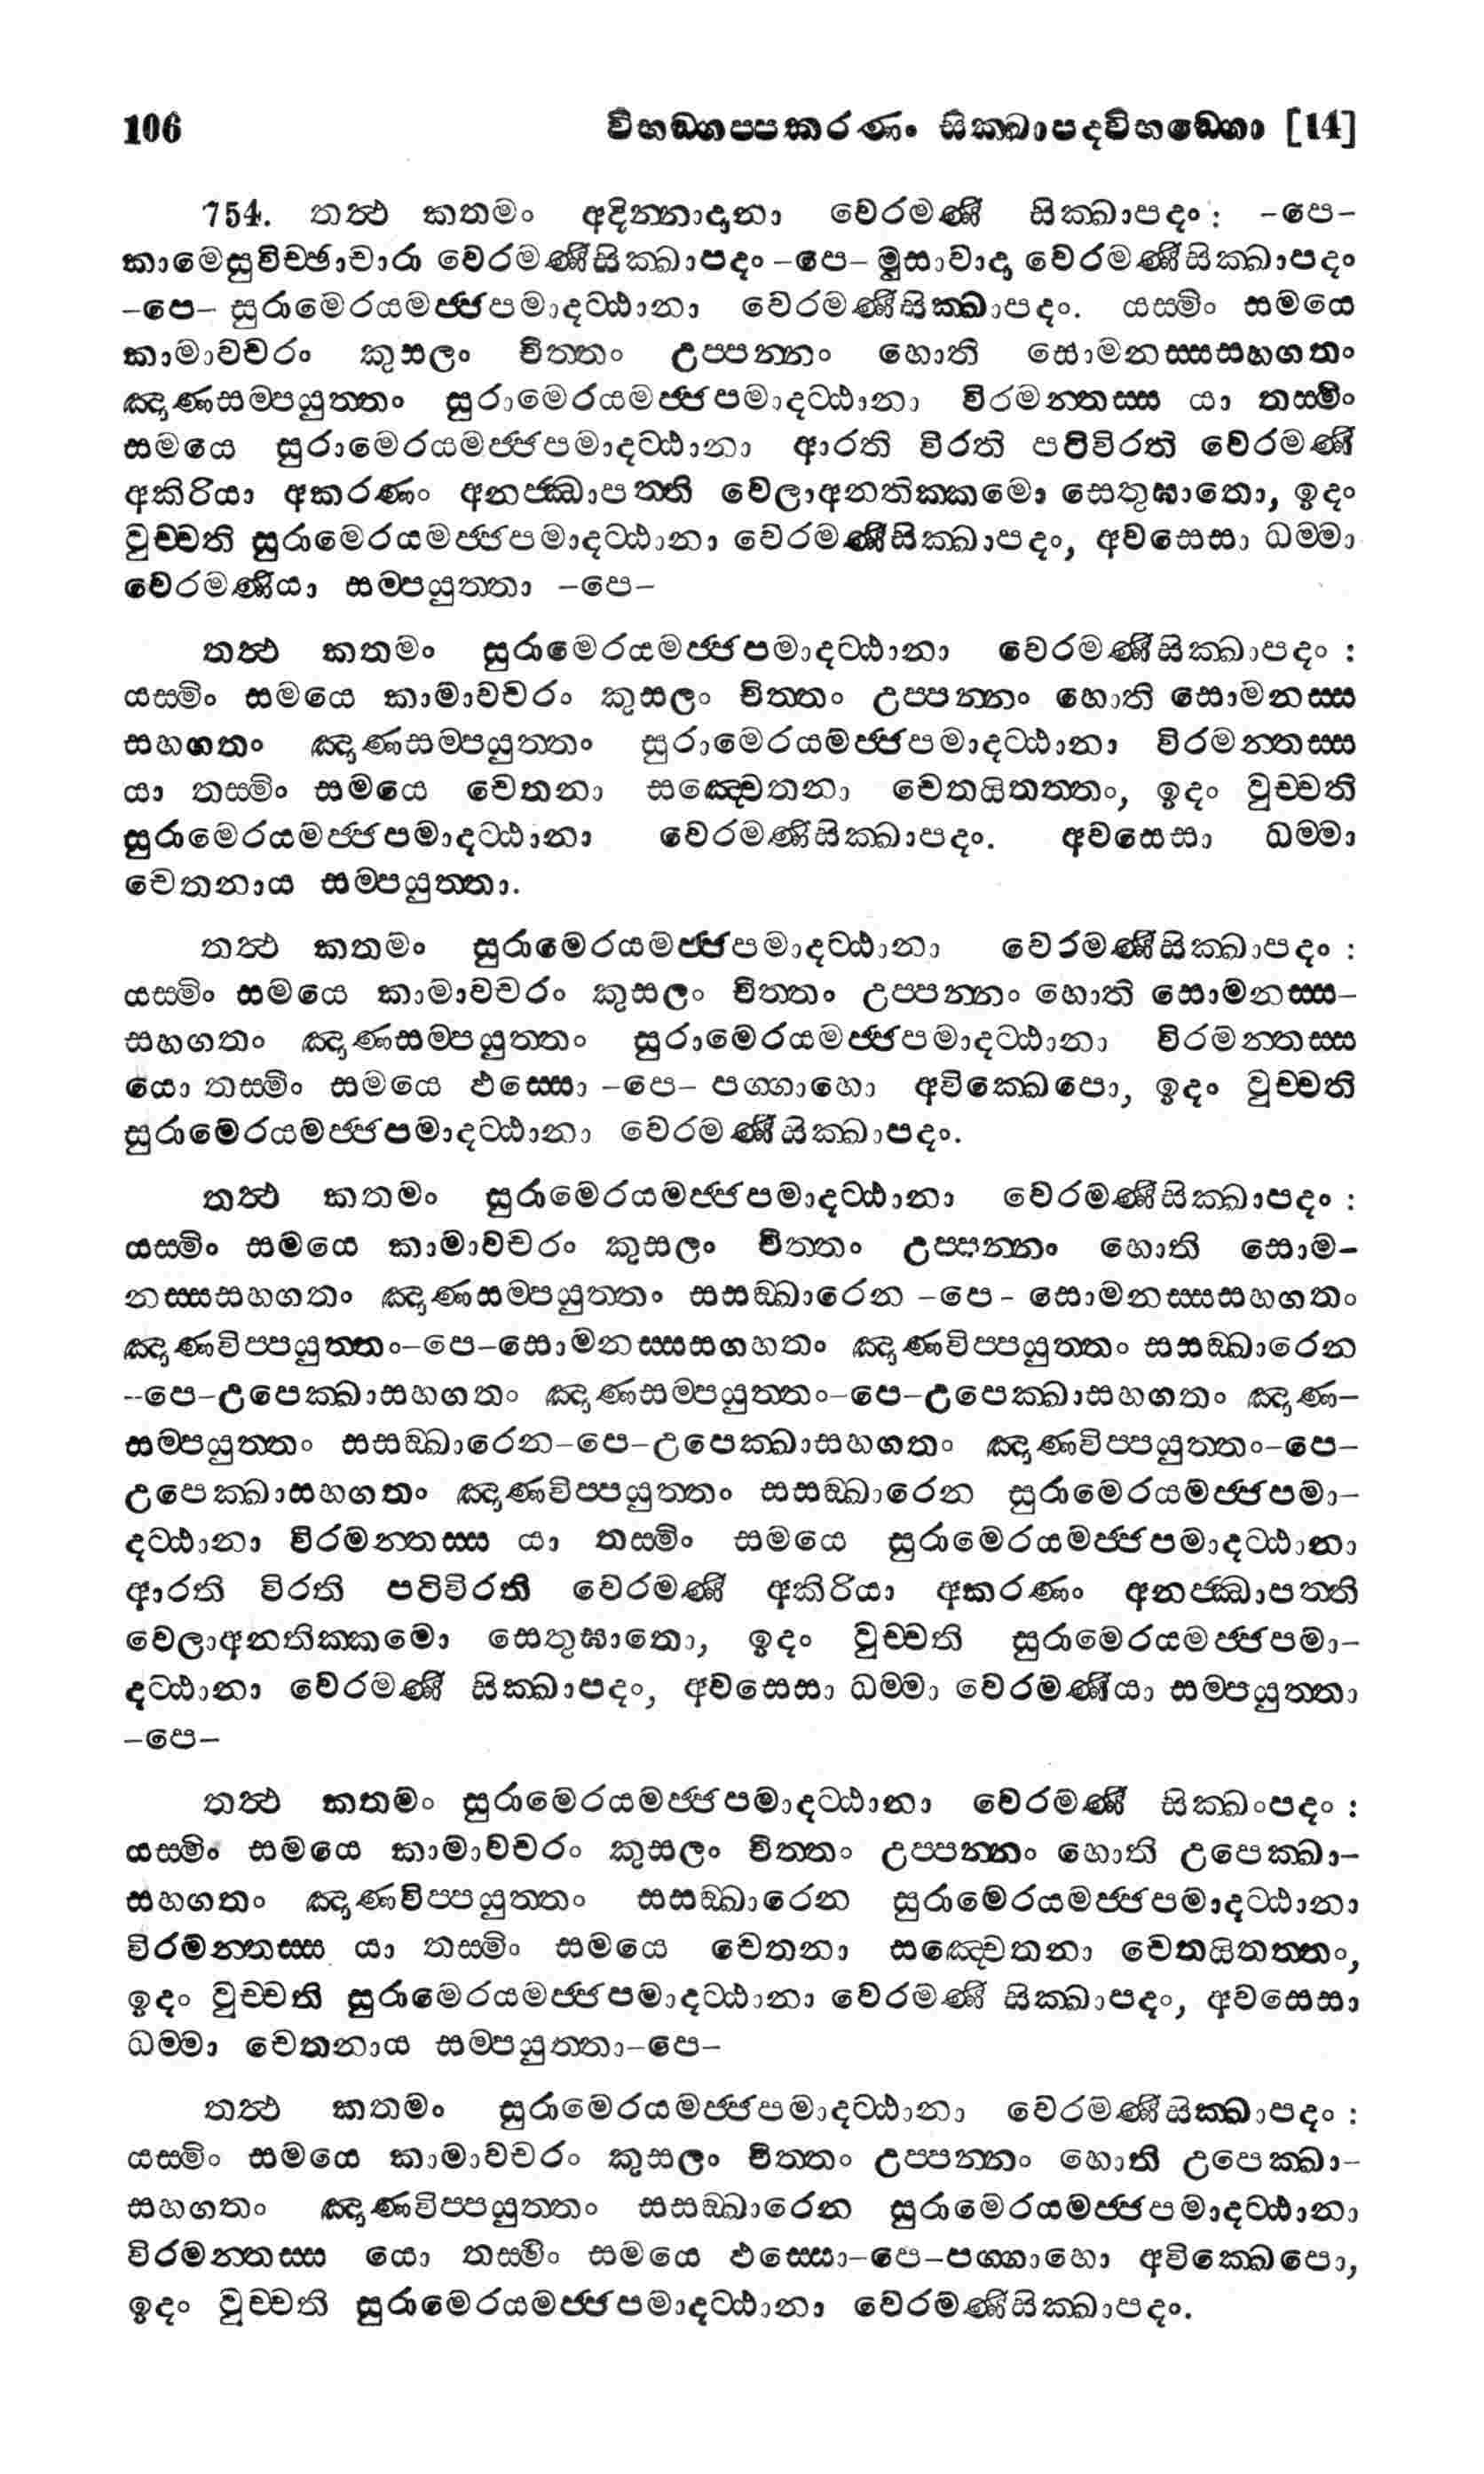 106 විභඞ්ගප්පකරණං සික්ඛාපදවිභඞ්ගො [14]
754. තත්‍ථ කතමං අදින්නාදානා වෙරමණී සික්ඛාපදං : –පෙ–
කාමෙසුමිච්ඡාචාරා වෙරමණීසික්ඛාපදං –පෙ– මුසාවාදා වෙරමණීසික්ඛාපදං
–පෙ– සුරාමෙරයමජ්ජපමාදට්ඨානා වෙරමණීසික්ඛාපදං. යස්මිං සමයෙ
කාමාවචරං කුසලං චිත්තං උප්පන්නං හොති සොමනස්සසහගතං
ඤාණසම්පයුත්තං සුරාමෙරයමජ්ජපමාදට්ඨානා විරමන්තස්ස යා තස්මිං
සමයෙ සුරාමෙරයමජ්ජපමාදට්ඨානා ආරති විරති පටිවිරති වෙරමණී
අකිරියා අකරණං අනජ්ඣාපත්ති වෙලාඅනතික්කමො සෙතුඝාතො, ඉදං
වුච්චති සුරාමෙරයමජ්ජපමාදට්ඨානා වෙරමණීසික්ඛාපදං, අවසෙසා ධම්මා
වෙරමණියා සම්පයුත්තා –පෙ–
තත්‍ථ කතමං සුරාමෙරයමජ්ජපමාදට්ඨානා වෙරමණීසික්ඛාපදං :
යස්මිං සමයෙ කාමාවචරං කුසලං චිත්තං උප්පන්නං හොති සොමනස්ස
සහගතං ඤාණසම්පයුත්තං සුරාමෙරයමජ්ජපමාදට්ඨානා විරමන්තස්ස
යා තස්මිං සමයෙ චෙතනා සඤ්චෙතනා චෙතයිතත්තං, ඉදං වුච්චති
සුරාමෙරයමජ්ජපමාදට්ඨානා වෙරමණිසික්ඛාපදං. අවසෙසා ධම්මා
චෙතනාය සම්පයුත්තා.
තත්‍ථ කතමං සුරාමෙරයමජ්ජපමාදට්ඨානා වෙරමණීසික්ඛාපදං :
යස්මිං සමයෙ කාමාවචරං කුසලං චිත්තං උප්පන්නං හොති සොමනස්ස–
සහගතං ඤාණසම්පයුත්තං සුරාමෙරයමජ්ජපමාදට්ඨානා විරමන්තස්ස
යො තස්මිං සමයෙ ඵස්සො –පෙ– පග්ගාහො අවික්ඛෙපො, ඉදං වුච්චති
සුරාමෙරයමජ්ජපමාදට්ඨානා වෙරමණීසික්ඛාපදං.
තත්‍ථ කතමං සුරාමෙරයමජ්ජපමාදට්ඨානා වෙරමණීසික්ඛාපදං :
යස්මිං සමයෙ කාමාවචරං කුසලං චිත්තං උප්පන්නං හොති සොම–
නස්සසහගතං ඤාණසම්පයුත්තං සසඞ්ඛාරෙන –පෙ– සොමනස්සසහගතං
ඤාණවිප්පයුත්තං–පෙ–සොමනස්සසගහතං ඤාණවිප්පයුත්තං සසඞ්ඛාරෙන
–පෙ–උපෙක්ඛාසහගතං ඤාණසම්පයුත්තං–පෙ–උපෙක්ඛාසහගතං ඤාණ–
සම්පයුත්තං සසඞ්ඛාරෙන–පෙ–උපෙක්ඛාසහගතං ඤාණවිප්පයුත්තං–පෙ–
උපෙක්ඛාසහගතං ඤාණවිප්පයුත්තං සසඞ්ඛාරෙන සුරාමෙරයමජ්ජපමා–
දට්ඨානා විරමන්තස්ස යා තස්මිං සමයෙ සුරාමෙරයමජ්ජපමාදට්ඨානා
ආරති විරති පටිවිරති වෙරමණී අකිරියා අකරණං අනජ්ඣාපත්ති
වෙලාඅනතික්කමො සෙතුඝාතො, ඉදං වුච්චති සුරාමෙරයමජ්ජපමා–
දට්ඨානා වෙරමණී සික්ඛාපදං, අවසෙසා ධම්මා වෙරමණියා සම්පයුත්තා
–පෙ–
තත්‍ථ කතමං සුරාමෙරයමජ්ජපමාදට්ඨානා වෙරමණී සික්ඛංපදං :
යස්මිං සමයෙ කාමාවචරං කුසලං චිත්තං උප්පන්නං හොති උපෙක්ඛා–
සහගතං ඤාණවිප්පයුත්තං සසඞ්ඛාරෙන සුරාමෙරයමජ්ජපමාදට්ඨානා
විරමන්තස්ස යා තස්මිං සමයෙ චෙතනා සඤ්චෙතනා චෙතයිතත්තං,
ඉදං වුච්චති සුරාමෙරයමජ්ජපමාදට්ඨානා වෙරමණී සික්ඛාපදං, අවසෙසා
ධම්මා චෙතනාය සම්පයුත්තා–පෙ–
තත්‍ථ කතමං සුරාමෙරයමජ්ජපමාදට්ඨානා වෙරමණීසික්ඛාපදං :
යස්මිං සමයෙ කාමාවචරං කුසලං චිත්තං උප්පන්නං හොති උපෙක්ඛා–
සහගතං ඤාණවිප්පයුත්තං සසඞ්ඛාරෙන සුරාමෙරයමජ්ජපමාදට්ඨානා
විරමන්තස්ස යො තස්මිං සමයෙ ඵස්සො–පෙ–පග්ගාහො අවික්ඛෙපො,
ඉදං වුච්චති සුරාමෙරයමජ්ජපමාදට්ඨානා වෙරමණීසික්ඛාපදං.